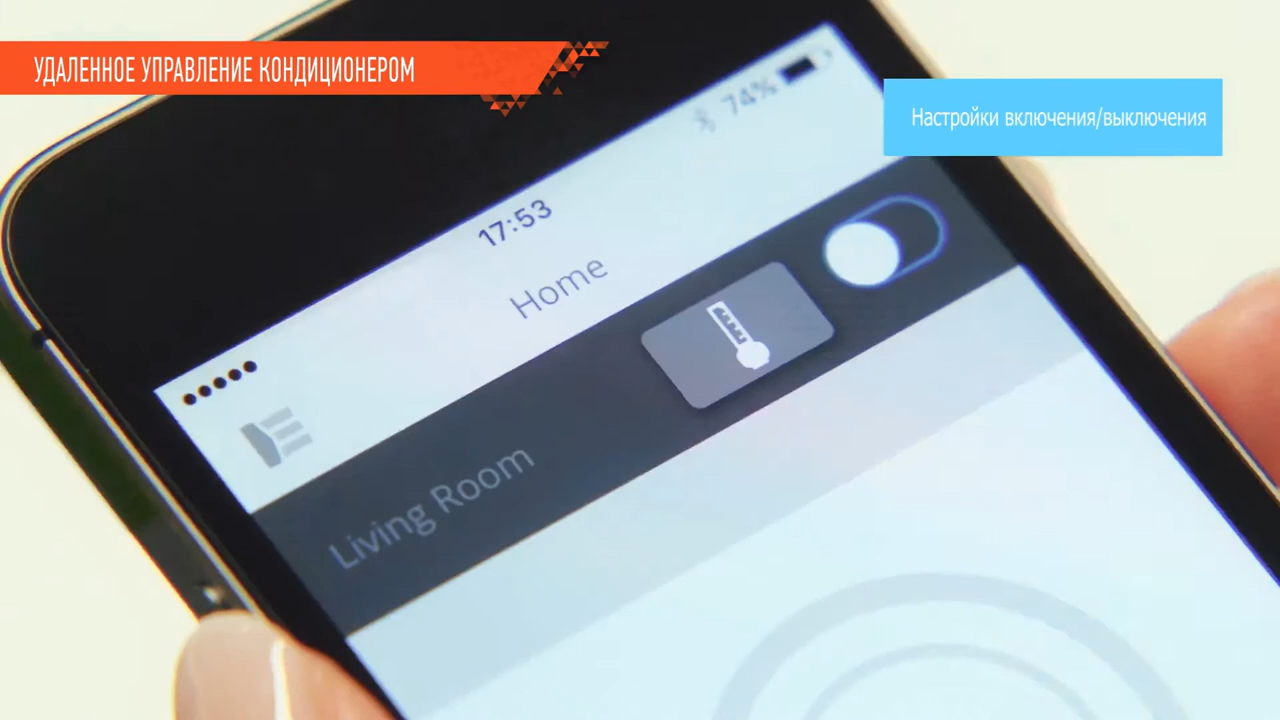 УДАЛЕННОЕ УПРАВЛЕНИЕ КОНДИЦИОНЕРОМ
Настройки включения/выключения
74%
17:53
Home
Living Room